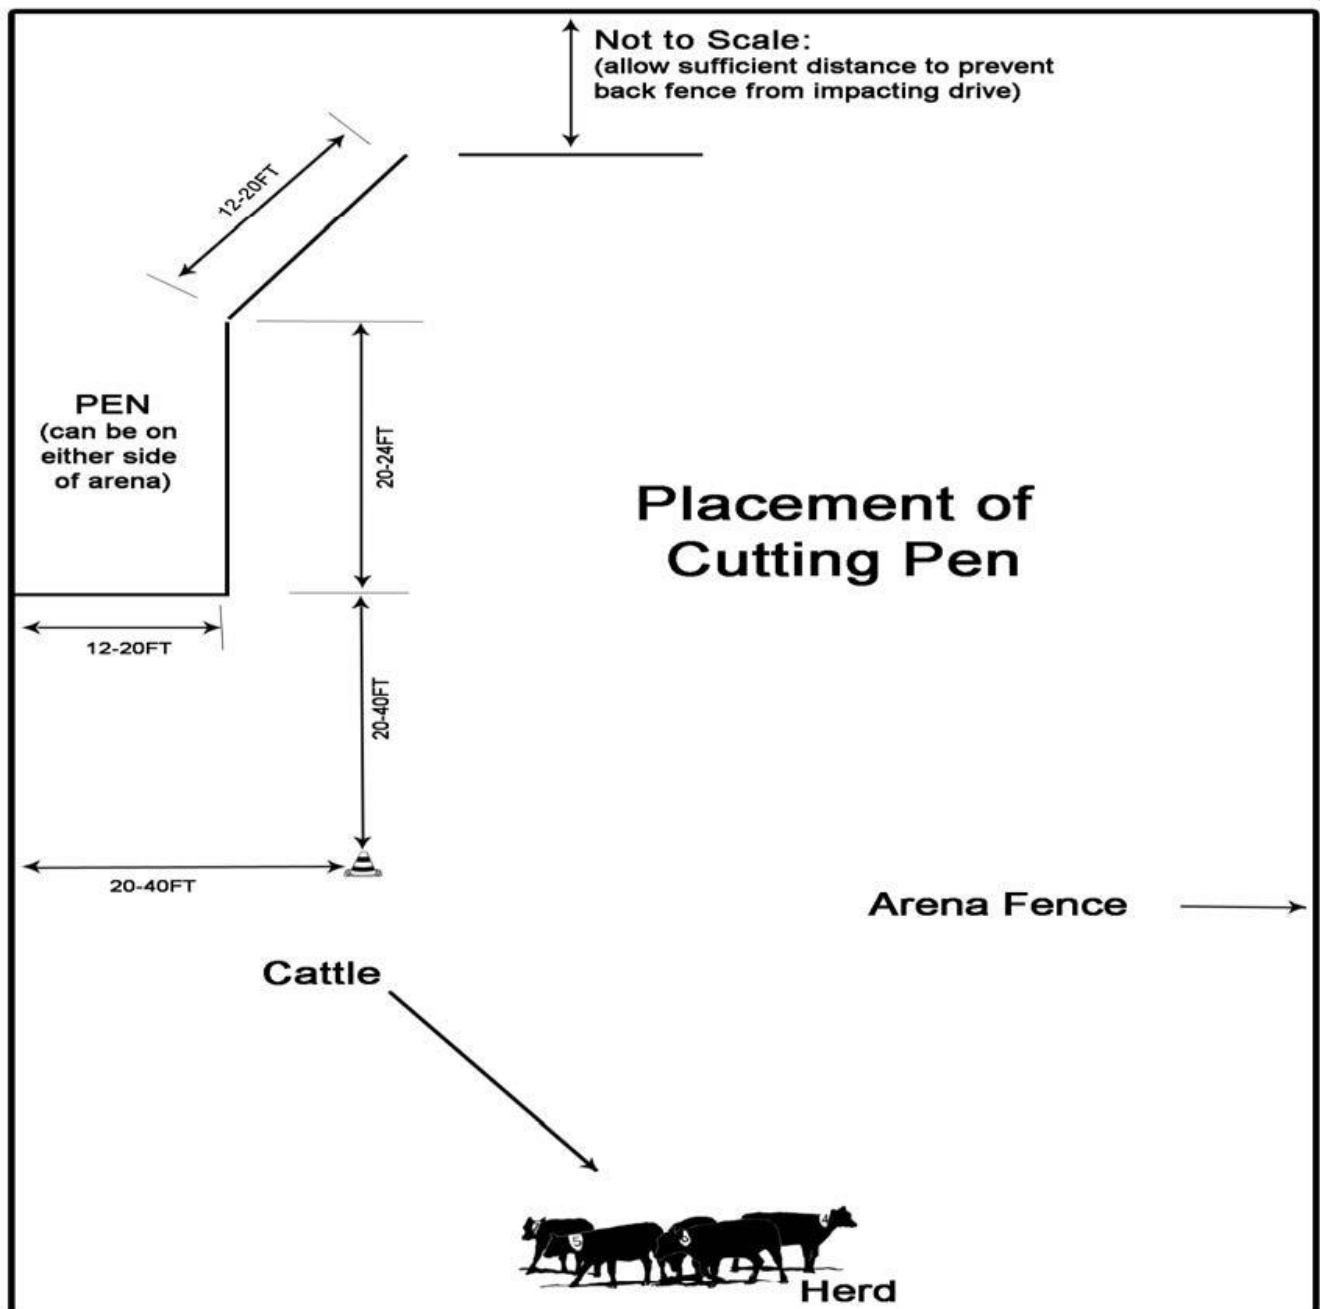 Not to Scale:
(allow sufficient distance to prevent
back fence from impacting drive)
12-20FT
PEN
(can be on
either side
of arena)
20-24FT
Placement of
Cutting Pen
12-20FT
20-40FT
20-40FT
Arena Fence
Cattle
5
4
Herd